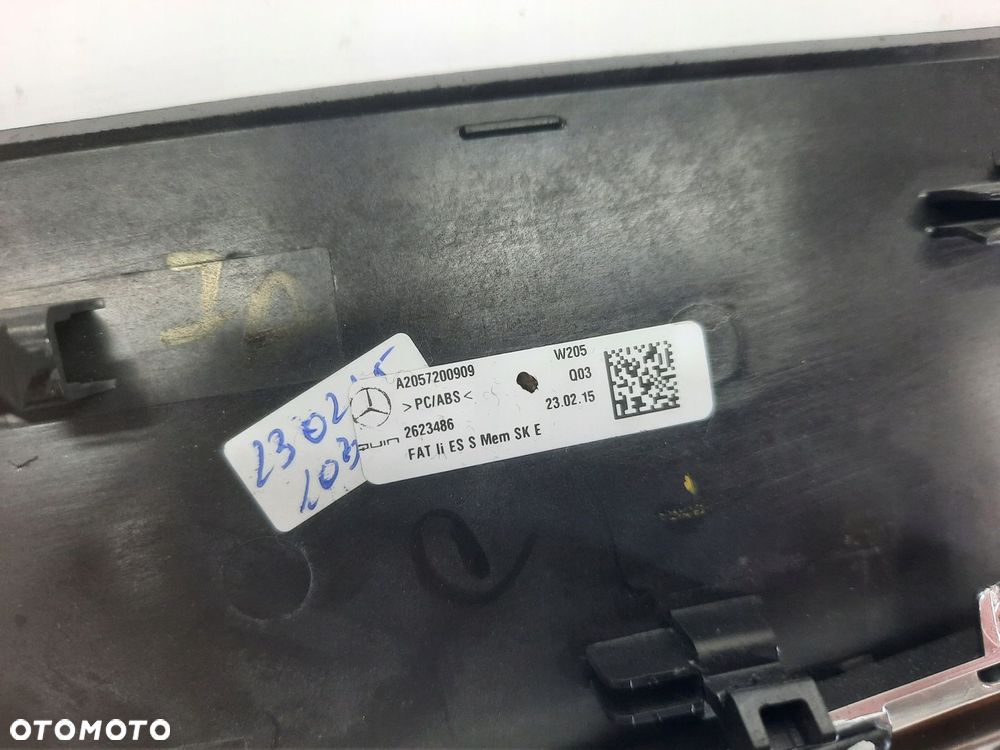 A2057200909
W205
>PC/ABS<
Q03
2623486
23.02.15
FAT li ES S Mem SK E
23 02 15
OTOMOTO